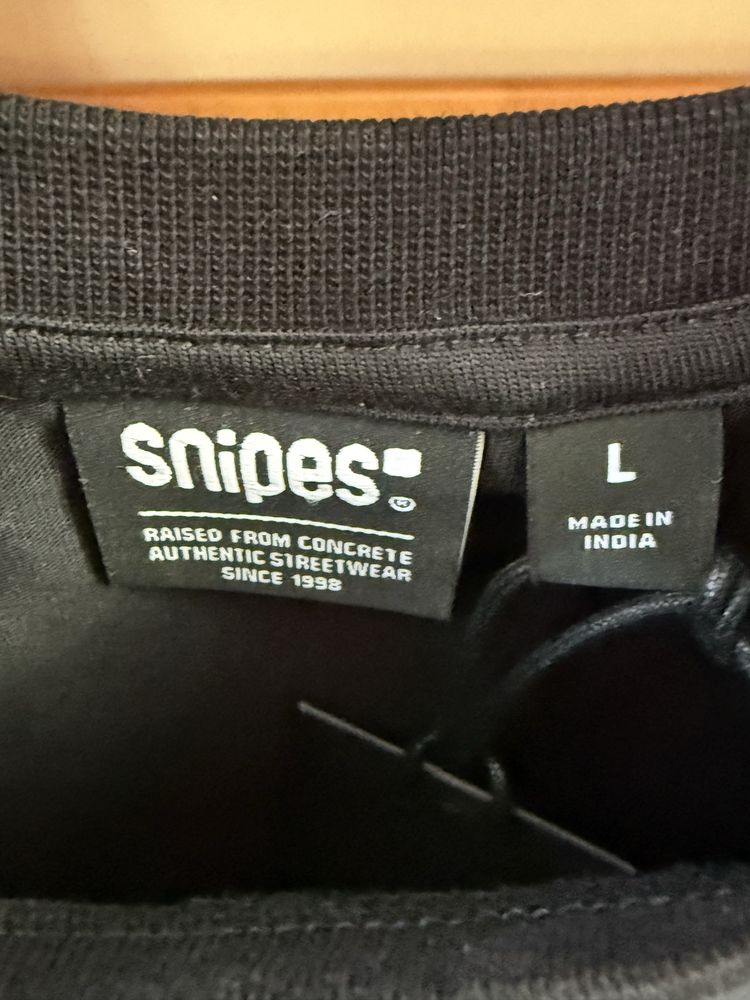 snipes®
RAISED FROM CONCRETE
AUTHENTIC STREETWEAR
SINCE 1998
L
MADE IN
INDIA